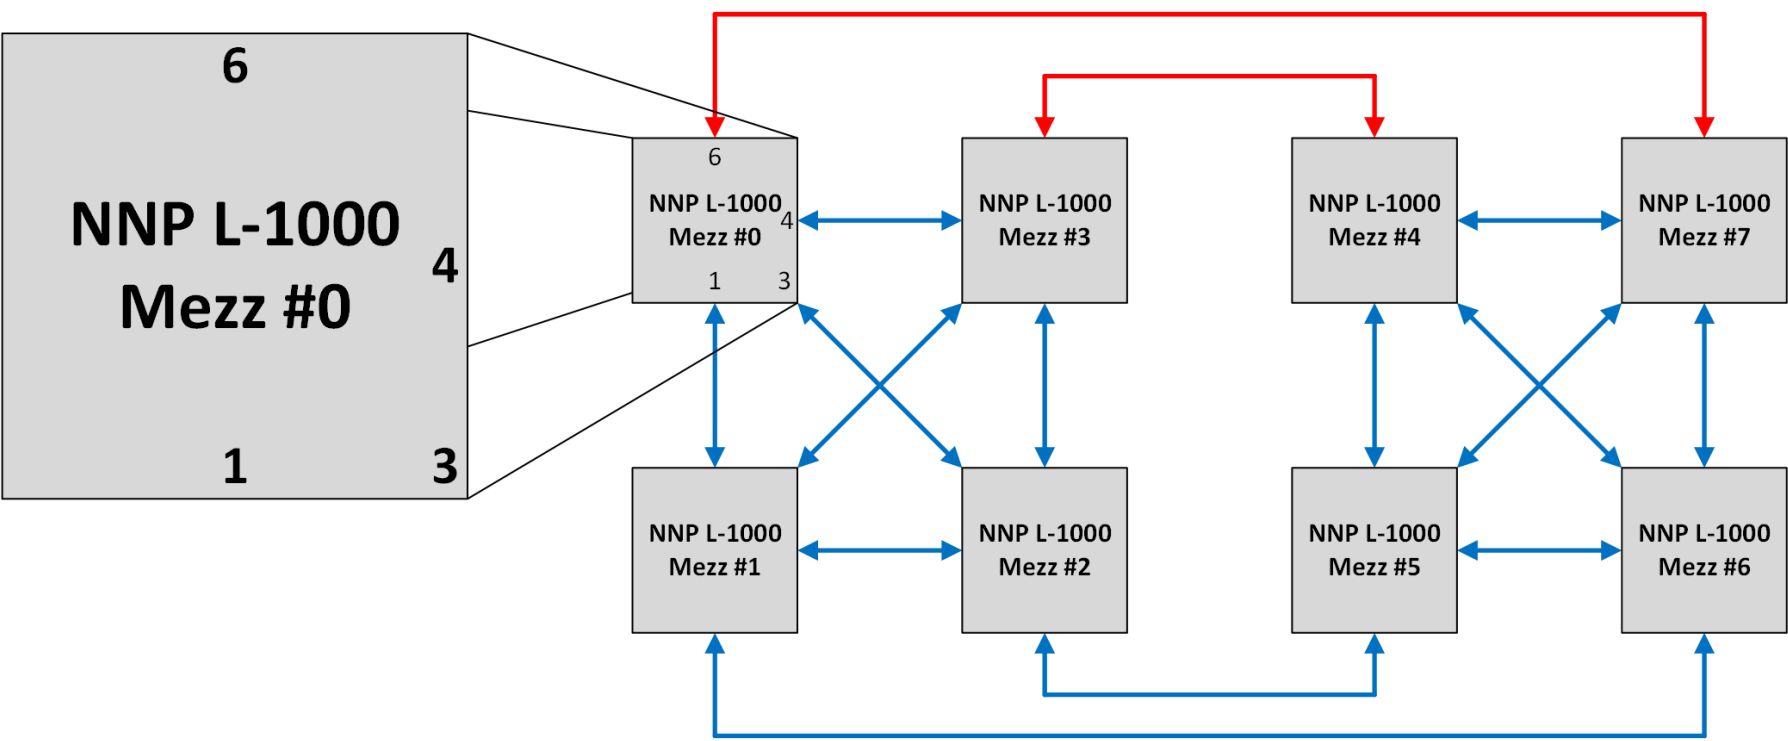 6
NNP L-1000
Mezz #0
4
1
3
6
NNP L-1000
Mezz #0
4
1
3
NNP L-1000
Mezz #3
NNP L-1000
Mezz #4
NNP L-1000
Mezz #7
NNP L-1000
Mezz #1
NNP L-1000
Mezz #2
NNP L-1000
Mezz #5
NNP L-1000
Mezz #6